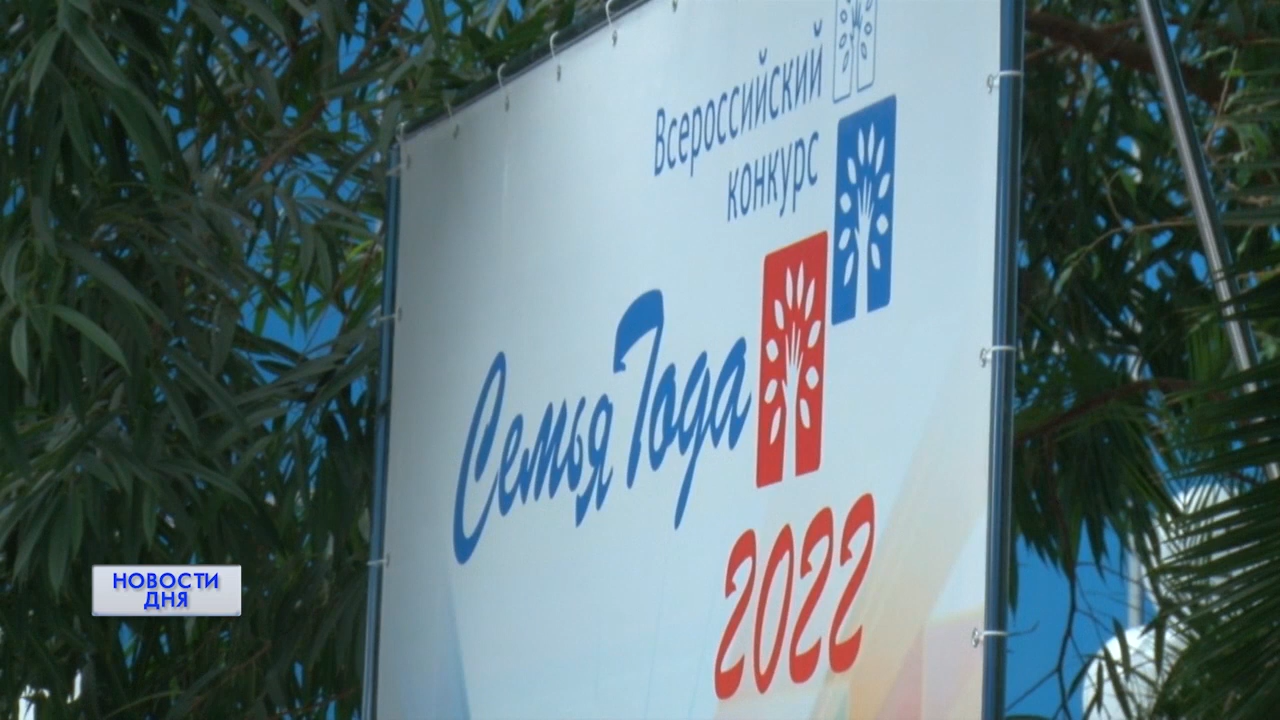 Всероссийский
конкурс
Семья Года
2022
НОВОСТИ
ДНЯ